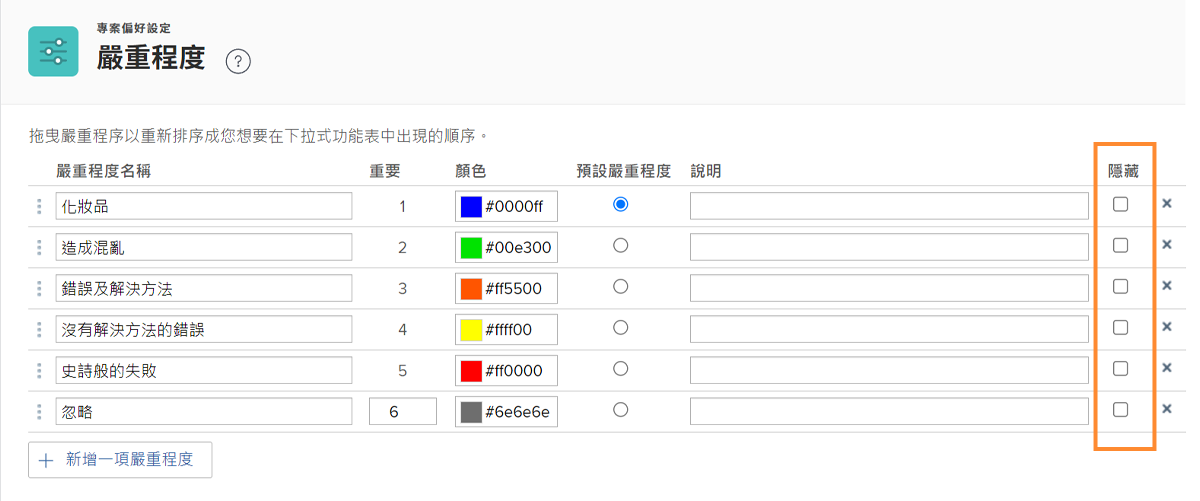 專案偏好設定
嚴重程度 ?
拖曳嚴重程序以重新排序成您想要在下拉式功能表中出現的順序。
嚴重程度名稱 重要 顏色 預設嚴重程度 說明 隱藏
化妝品 1 #0000ff
造成混亂 2 #00e300
錯誤及解決方法 3 #ff5500
沒有解決方法的錯誤 4 #ffff00
史詩般的失敗 5 #ff0000
忽略 6 #6e6e6e
新增一項嚴重程度